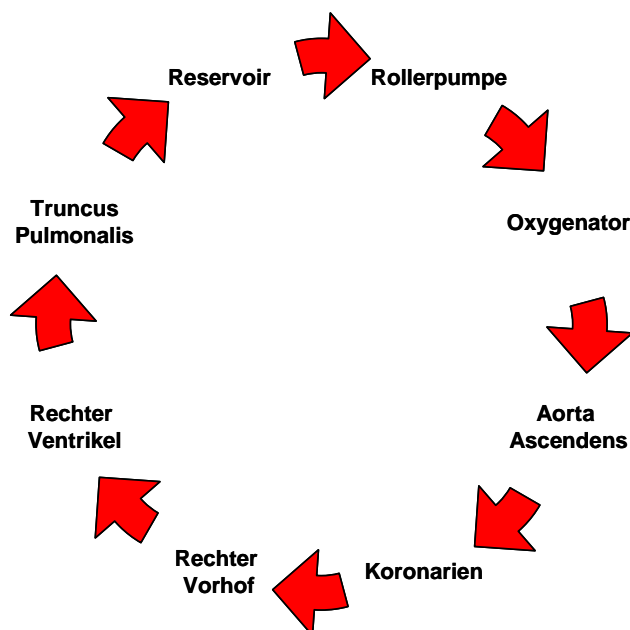 Reservoir
Rollerpumpe
Oxygenator
Aorta
Ascendens
Koronarien
Rechter
Vorhof
Rechter
Ventrikel
Truncus
Pulmonalis